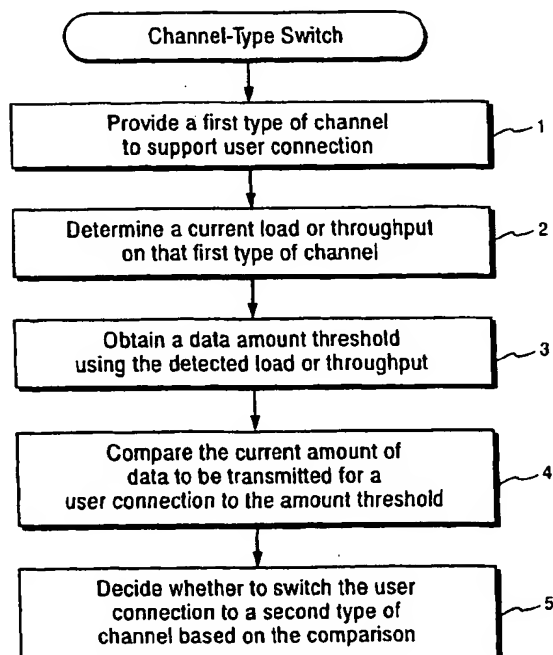 Channel-Type Switch
Provide a first type of channel
to support user connection
1
Determine a current load or throughput
on that first type of channel
2
Obtain a data amount threshold
using the detected load or throughput
3
Compare the current amount of
data to be transmitted for a
user connection to the amount threshold
4
Decide whether to switch the user
connection to a second type of
channel based on the comparison
5